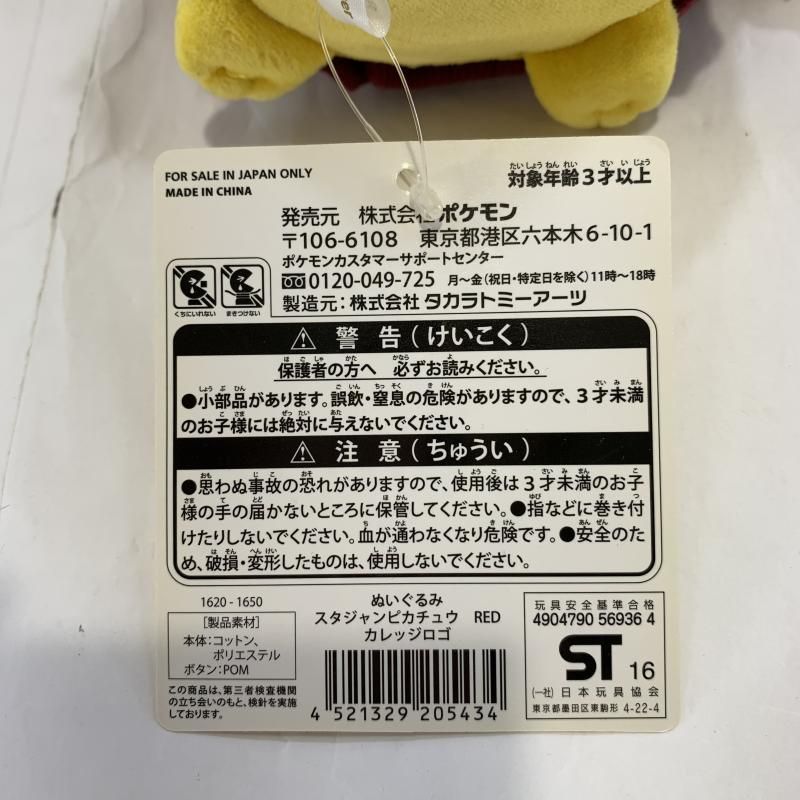 FOR SALE IN JAPAN ONLY
MADE IN CHINA
たいしょうねんれい さいいじょう
対象年齢3才以上
発売元 株式会社ポケモン
〒106-6108 東京都港区六本木6-10-1
ポケモンカスタマーサポートセンター
0120-049-725 月~金(祝日・特定日を除く)11時~18時
製造元:株式会社 タカラトミーアーツ
くちにいれない まきつけない
警告(けいこく)
ほごしゃ かた かなら よ
保護者の方へ 必ずお読みください。
しょうぶひん ごいん ちっそく きけん さいみまん
●小部品があります。誤飲・窒息の危険がありますので、3才未満
こさま ぜったい あた
のお子様には絶対に与えないでください。
注意(ちゅうい)
おも じこ おそ しようご さいみまん こ
●思わぬ事故の恐れがありますので、使用後は3才未満のお子
さま て とど ほかん ゆび ま つ
様の手の届かないところに保管してください。●指などに巻き付
ち かよ きけん あんぜん
けたりしないでください。血が通わなくなり危険です。●安全のた
はそん へんけい しよう
め、破損・変形したものは、使用しないでください。
1620-1650
[製品素材]
本体:コットン、
ポリエステル
ボタン:POM
この商品は、第三者検査機関
の立ち会いのもと、検針を実施
しております。
ぬいぐるみ
スタジャンピカチュウ RED
カレッジロゴ
4 521329 205434
玩具安全基準合格
4904790 56936 4
ST 16
(一社)日本玩具協会
東京都墨田区東駒形 4-22-4